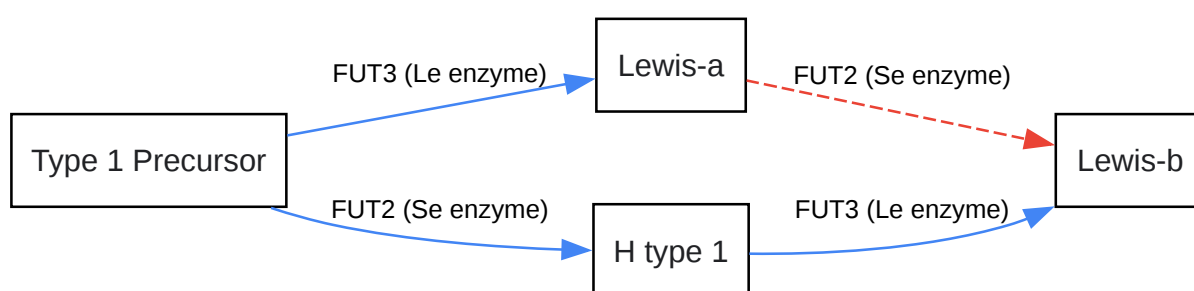 Lewis-a
FUT3 (Le enzyme)
FUT2 (Se enzyme)
Type 1 Precursor
Lewis-b
FUT2 (Se enzyme)
FUT3 (Le enzyme)
H type 1